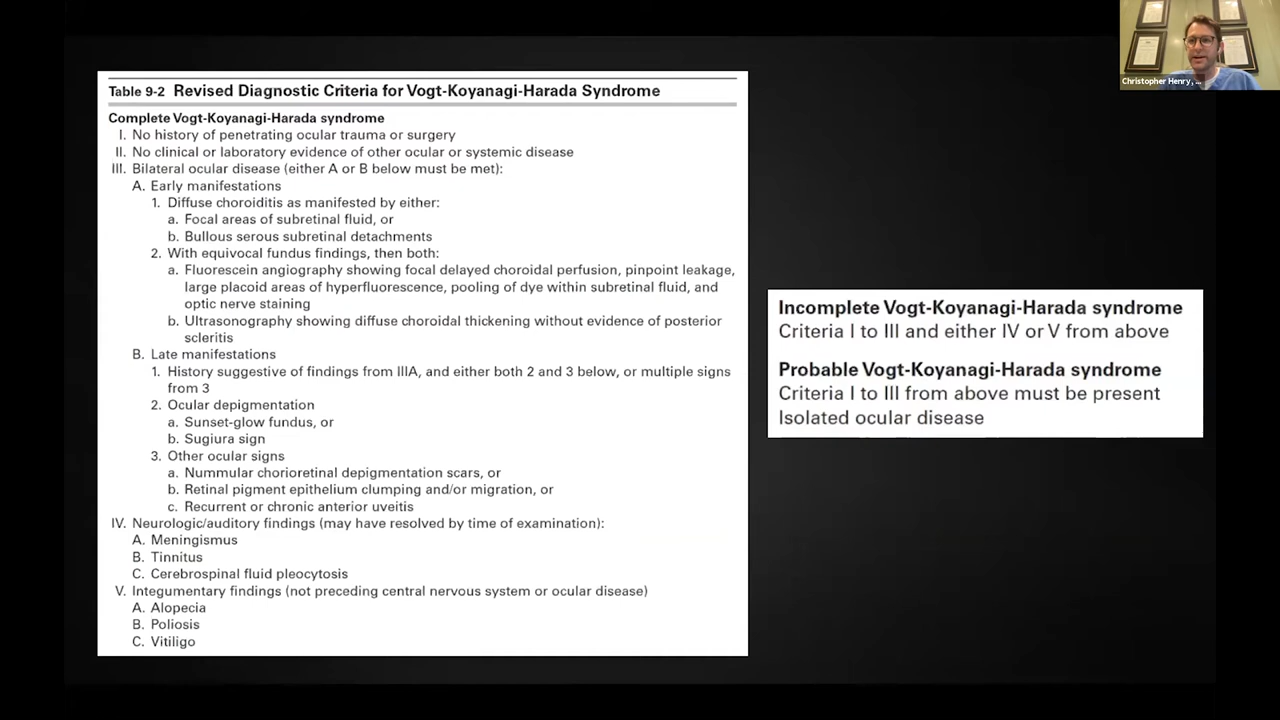 Table 9-2 Revised Diagnostic Criteria for Vogt-Koyanagi-Harada Syndrome
Complete Vogt-Koyanagi-Harada syndrome
I. No history of penetrating ocular trauma or surgery
II. No clinical or laboratory evidence of other ocular or systemic disease
III. Bilateral ocular disease (either A or B below must be met):
A. Early manifestations
1. Diffuse choroiditis as manifested by either:
a. Focal areas of subretinal fluid, or
b. Bullous serous subretinal detachments
2. With equivocal fundus findings, then both:
a. Fluorescein angiography showing focal delayed choroidal perfusion, pinpoint leakage,
large placoid areas of hyperfluorescence, pooling of dye within subretinal fluid, and
optic nerve staining
b. Ultrasonography showing diffuse choroidal thickening without evidence of posterior
scleritis
B. Late manifestations
1. History suggestive of findings from IIIA, and either both 2 and 3 below, or multiple signs
from 3
2. Ocular depigmentation
a. Sunset-glow fundus, or
b. Sugiura sign
3. Other ocular signs
a. Nummular chorioretinal depigmentation scars, or
b. Retinal pigment epithelium clumping and/or migration, or
c. Recurrent or chronic anterior uveitis
IV. Neurologic/auditory findings (may have resolved by time of examination):
A. Meningismus
B. Tinnitus
C. Cerebrospinal fluid pleocytosis
V. Integumentary findings (not preceding central nervous system or ocular disease)
A. Alopecia
B. Poliosis
C. Vitiligo
Incomplete Vogt-Koyanagi-Harada syndrome
Criteria I to III and either IV or V from above
Probable Vogt-Koyanagi-Harada syndrome
Criteria I to III from above must be present
Isolated ocular disease
Christopher Henry, ...